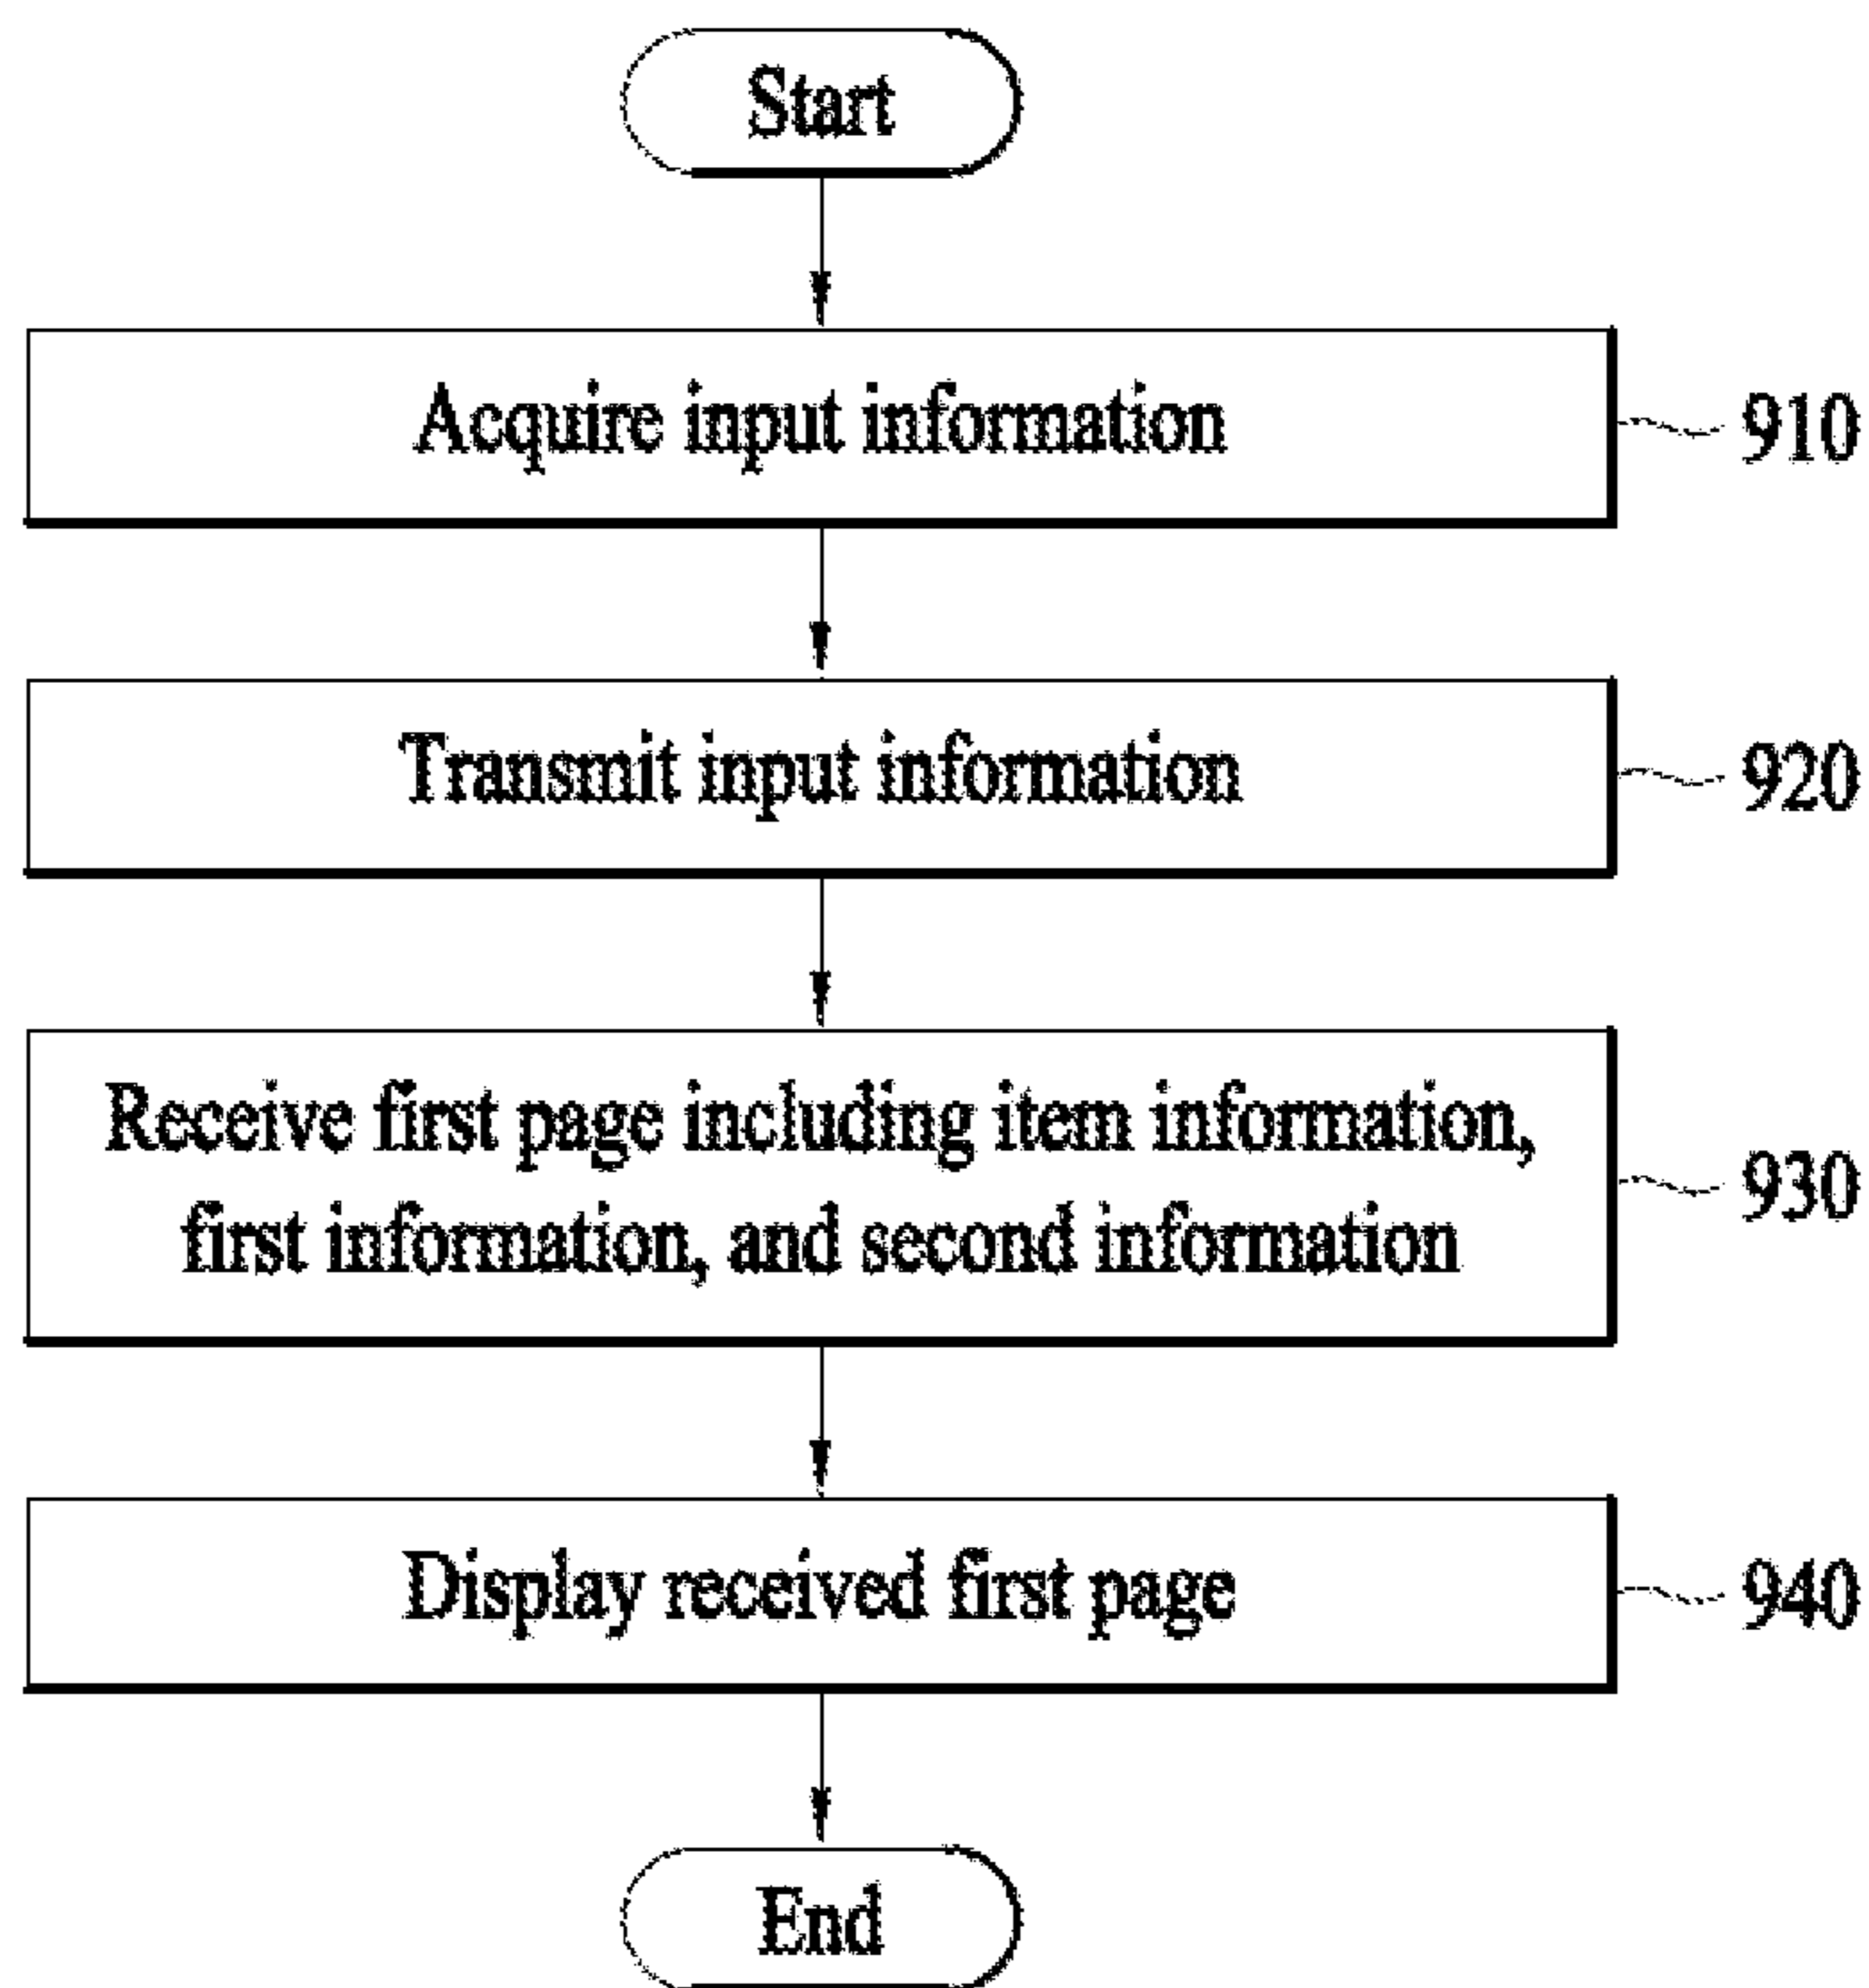 Start
Acquire input information
910
Transmit input information
920
Receive first page including item information,
first information, and second information
930
Display received first page
940
End